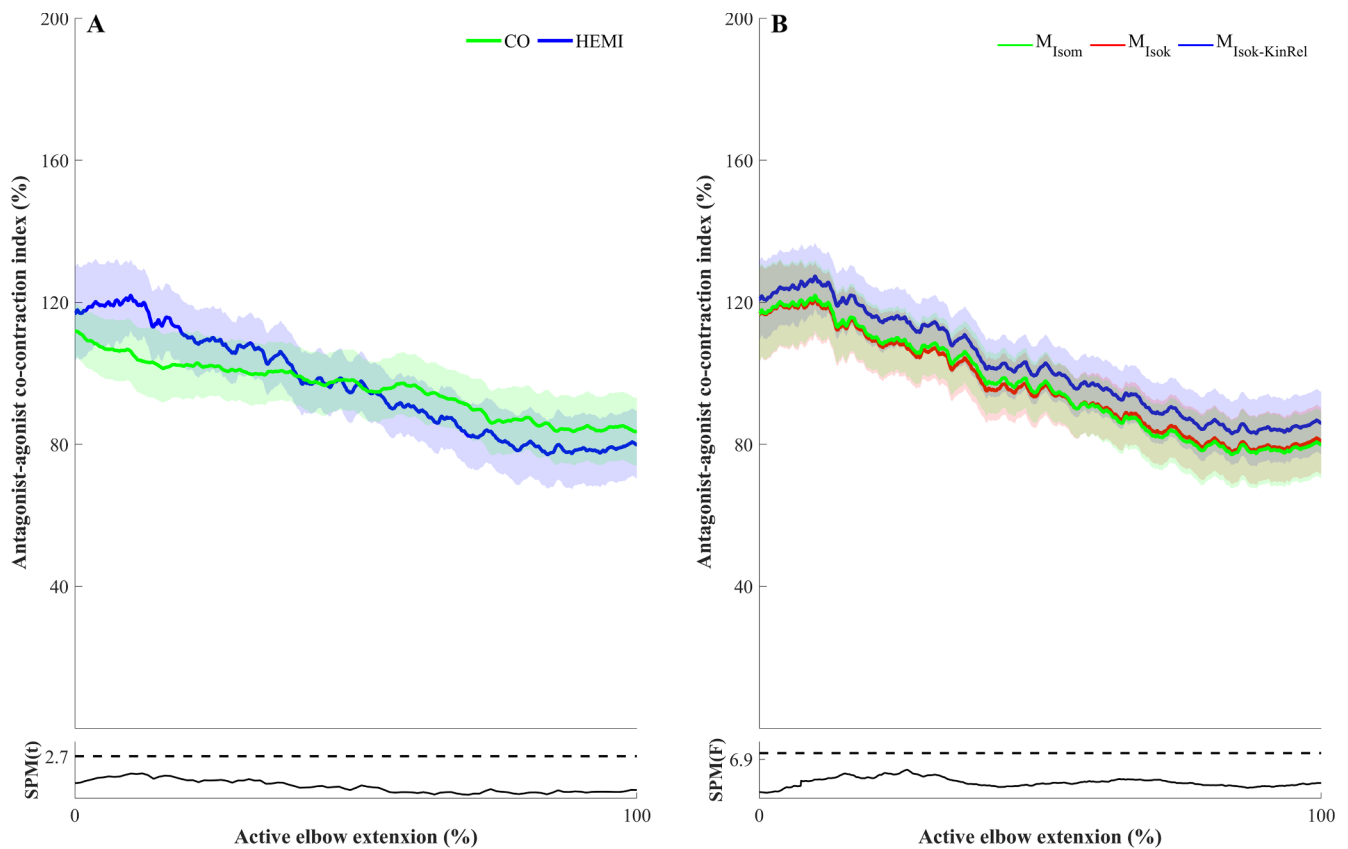 A
CO HEMI
200
160
120
80
40
Antagonist-agonist co-contraction index (%)
SPM(t)
2.7
0 100
Active elbow extenxion (%)
B
M_Isom M_Isok M_Isok-KinRel
200
160
120
80
40
Antagonist-agonist co-contraction index (%)
SPM(F)
6.9
0 100
Active elbow extenxion (%)